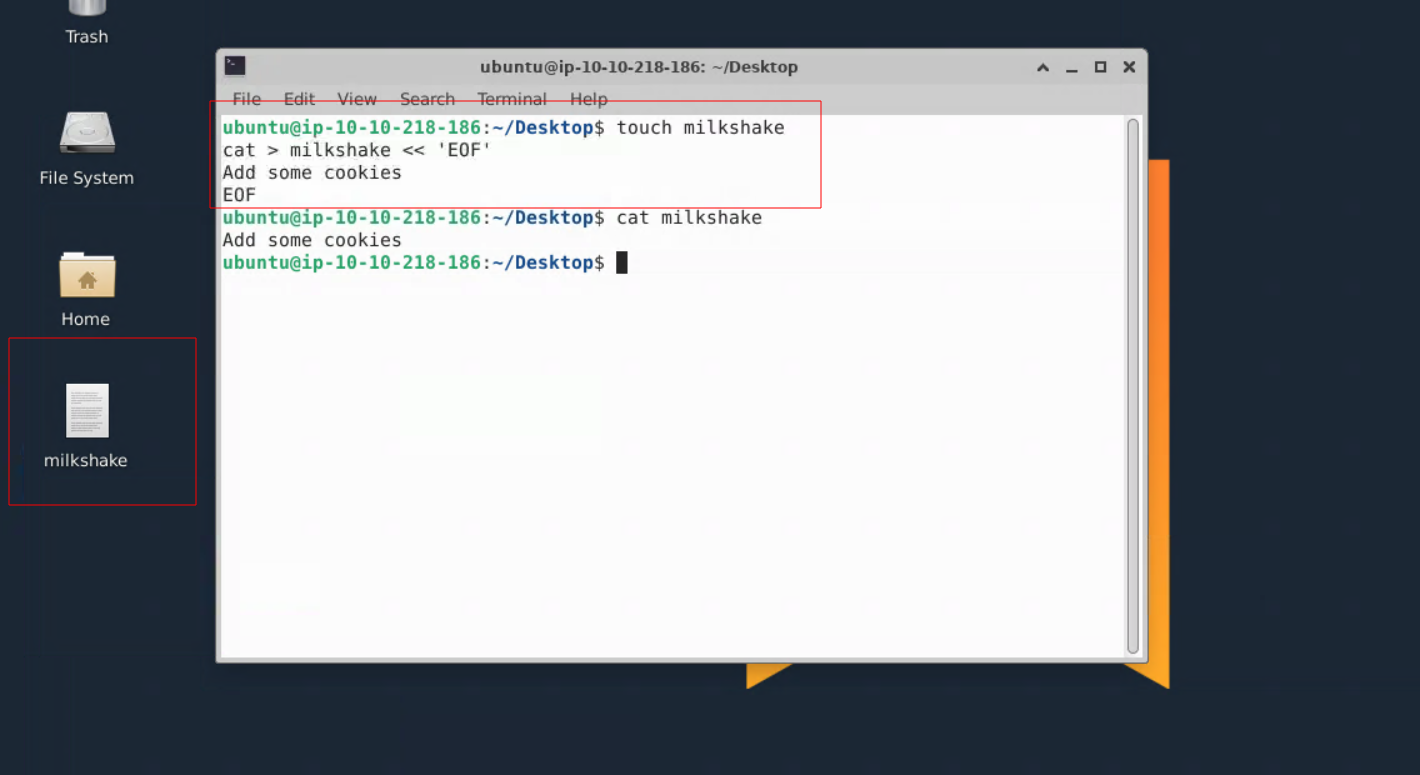 Trash
File System
Home
milkshake
ubuntu@ip-10-10-218-186: ~/Desktop
File Edit View Search Terminal Help
ubuntu@ip-10-10-218-186:~/Desktop$ touch milkshake
cat > milkshake << 'EOF'
Add some cookies
EOF
ubuntu@ip-10-10-218-186:~/Desktop$ cat milkshake
Add some cookies
ubuntu@ip-10-10-218-186:~/Desktop$